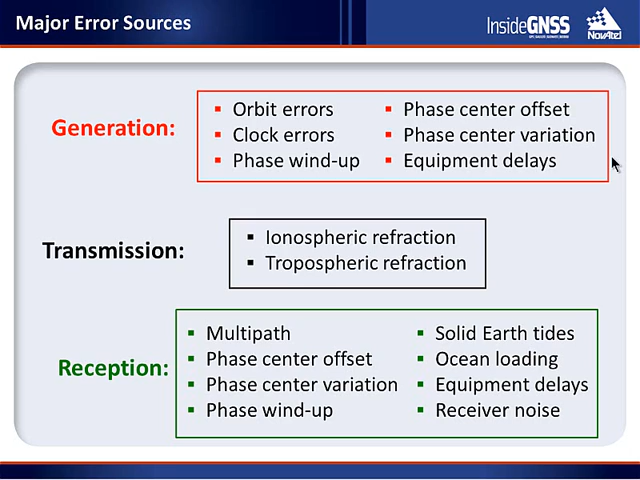 Major Error Sources
InsideGNSS
NovAtel
Generation:
▪ Orbit errors
▪ Clock errors
▪ Phase wind-up
▪ Phase center offset
▪ Phase center variation
▪ Equipment delays
Transmission:
▪ Ionospheric refraction
▪ Tropospheric refraction
Reception:
▪ Multipath
▪ Phase center offset
▪ Phase center variation
▪ Phase wind-up
▪ Solid Earth tides
▪ Ocean loading
▪ Equipment delays
▪ Receiver noise